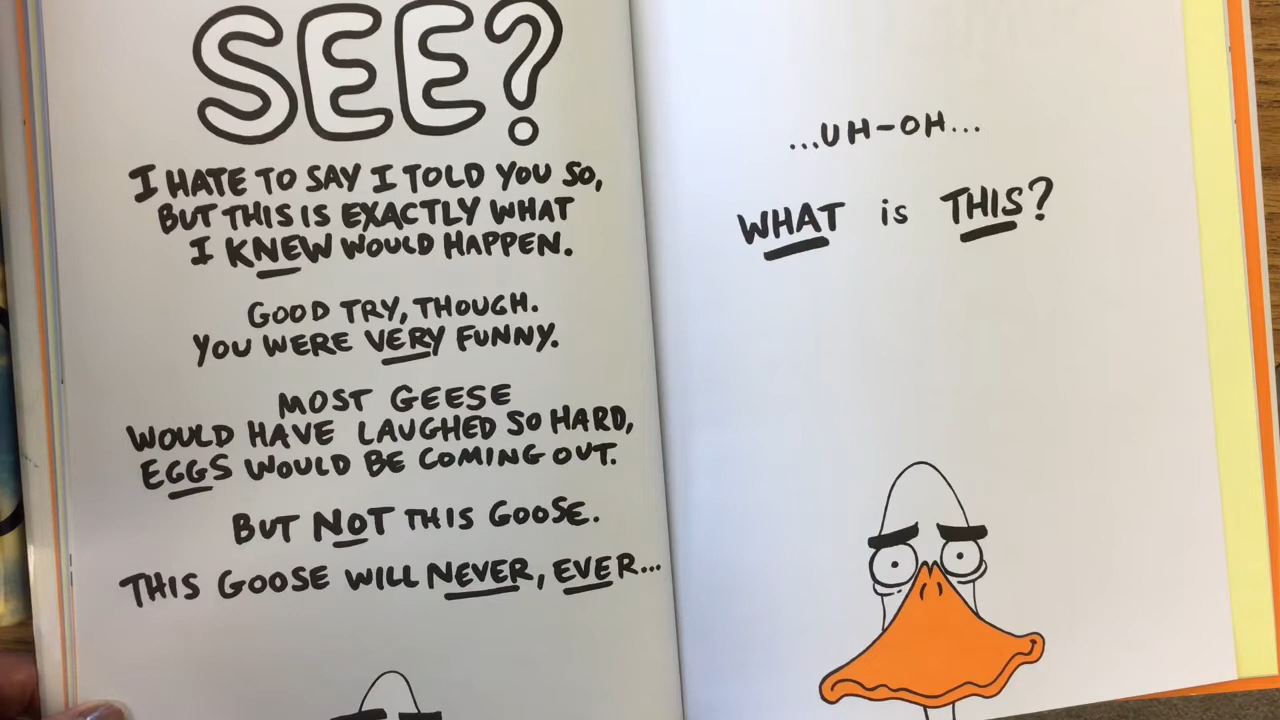 SEE?
I HATE TO SAY I TOLD YOU SO,
BUT THIS IS EXACTLY WHAT
I KNEW WOULD HAPPEN.
GOOD TRY, THOUGH.
YOU WERE VERY FUNNY.
MOST GEESE
WOULD HAVE LAUGHED SO HARD,
EGGS WOULD BE COMING OUT.
BUT NOT THIS GOOSE.
THIS GOOSE WILL NEVER, EVER...
...UH-OH...
WHAT is THIS?